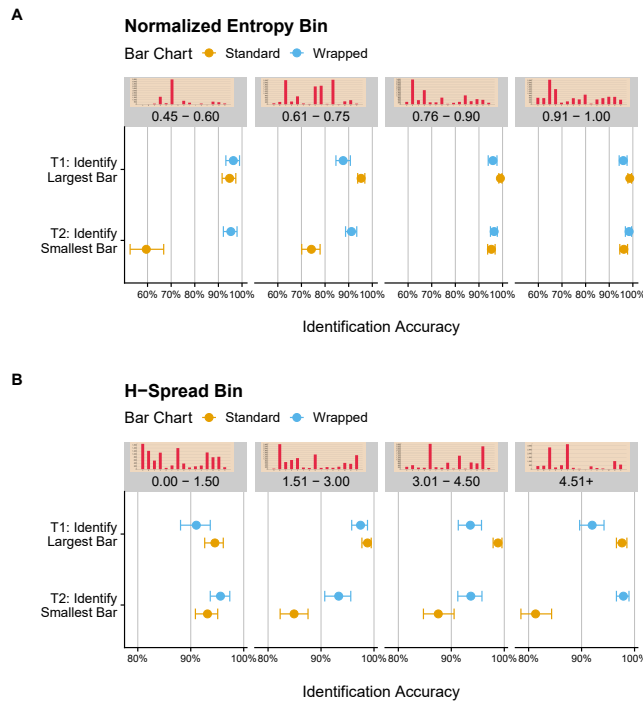 A
Normalized Entropy Bin
Bar Chart Standard Wrapped
0.45 − 0.60 0.61 − 0.75 0.76 − 0.90 0.91 − 1.00
T1: Identify
Largest Bar
T2: Identify
Smallest Bar
60% 70% 80% 90% 100% 60% 70% 80% 90% 100% 60% 70% 80% 90% 100% 60% 70% 80% 90% 100%
Identification Accuracy
B
H−Spread Bin
Bar Chart Standard Wrapped
0.00 − 1.50 1.51 − 3.00 3.01 − 4.50 4.51+
T1: Identify
Largest Bar
T2: Identify
Smallest Bar
80% 90% 100% 80% 90% 100% 80% 90% 100% 80% 90% 100%
Identification Accuracy